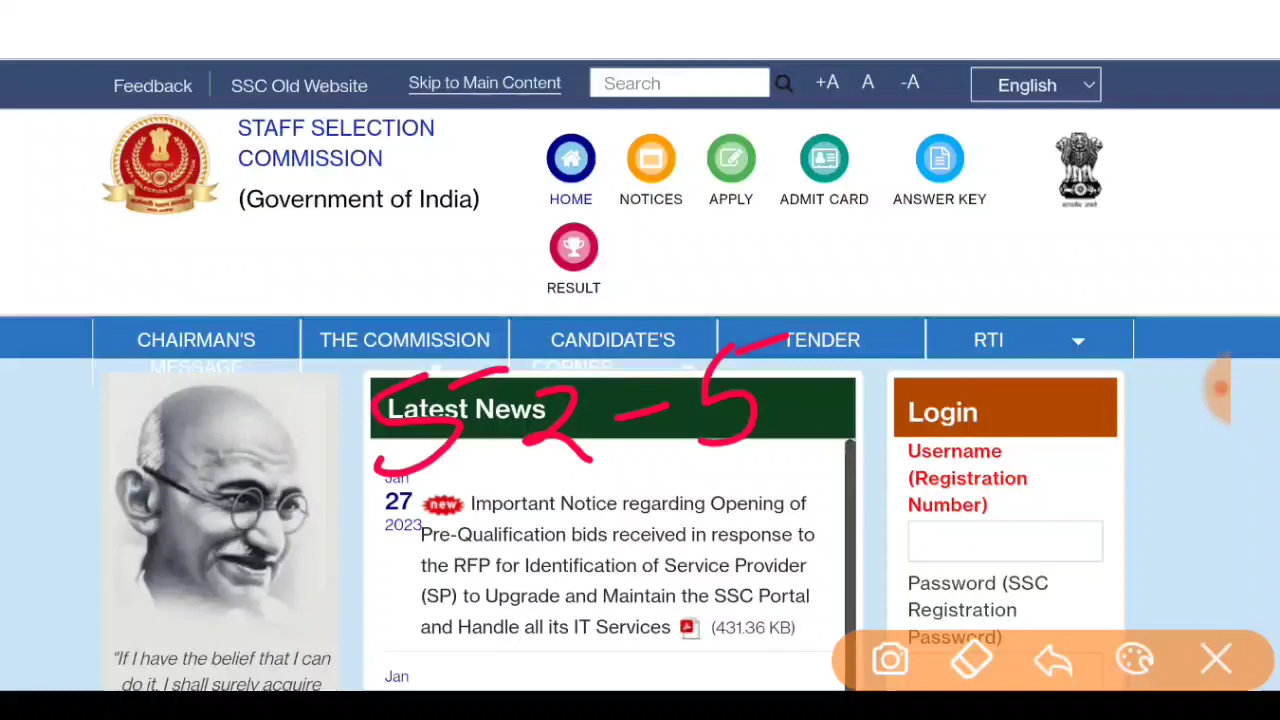 Feedback
SSC Old Website
Skip to Main Content
Search
+A
A
-A
English
STAFF SELECTION
COMMISSION
(Government of India)
HOME
NOTICES
APPLY
ADMIT CARD
ANSWER KEY
RESULT
CHAIRMAN'S
MESSAGE
THE COMMISSION
CANDIDATE'S
CORNER
TENDER
RTI
52-5
Latest News
Jan
27
2023
new Important Notice regarding Opening of
Pre-Qualification bids received in response to
the RFP for Identification of Service Provider
(SP) to Upgrade and Maintain the SSC Portal
and Handle all its IT Services (431.36 KB)
Jan
Login
Username
(Registration
Number)
Password (SSC
Registration
Password)
"If I have the belief that I can
do it, I shall surely acquire